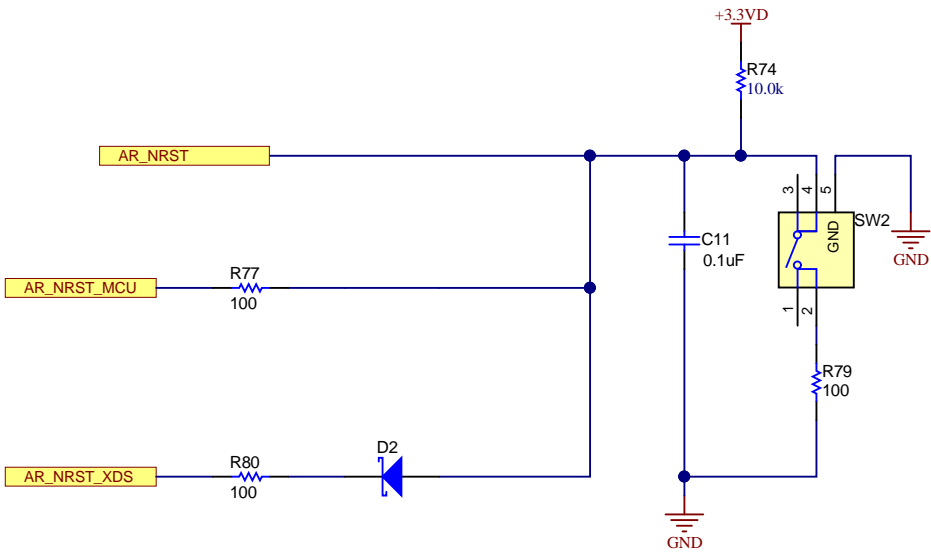 +3.3VD
R74
10.0k
AR_NRST
3
4
5
SW2
GND
C11
0.1uF
GND
R77
AR_NRST_MCU
100
1
2
R79
100
D2
R80
AR_NRST_XDS
100
GND